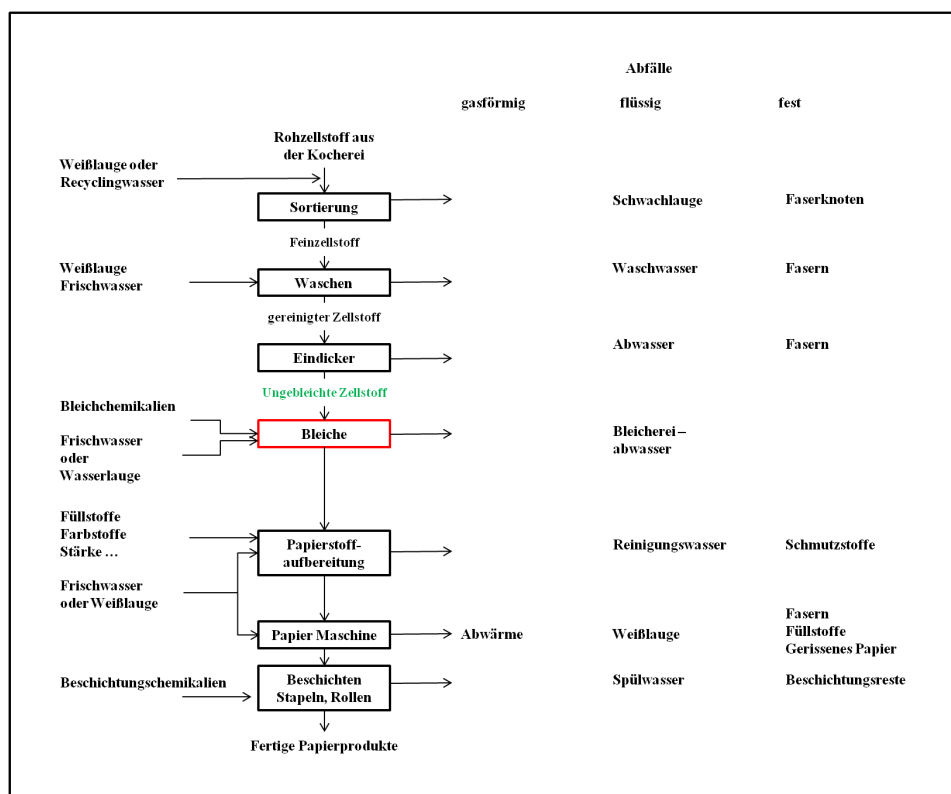 Abfälle
gasförmig flüssig fest
Rohzellstoff aus
der Kocherei
Weißlauge oder
Recyclingwasser
Sortierung
Schwachlauge
Faserknoten
Feinzellstoff
Weißlauge
Frischwasser
Waschen
Waschwasser
Fasern
gereinigter Zellstoff
Eindicker
Abwasser
Fasern
Ungebleichte Zellstoff
Bleichchemikalien
Frischwasser
oder
Wasserlauge
Bleiche
Bleicherei –
abwasser
Füllstoffe
Farbstoffe
Stärke ...
Papierstoff-
aufbereitung
Reinigungswasser
Schmutzstoffe
Frischwasser
oder Weißlauge
Papier Maschine
Abwärme
Weißlauge
Fasern
Füllstoffe
Gerissenes Papier
Beschichtungschemikalien
Beschichten
Stapeln, Rollen
Spülwasser
Beschichtungsreste
Fertige Papierprodukte